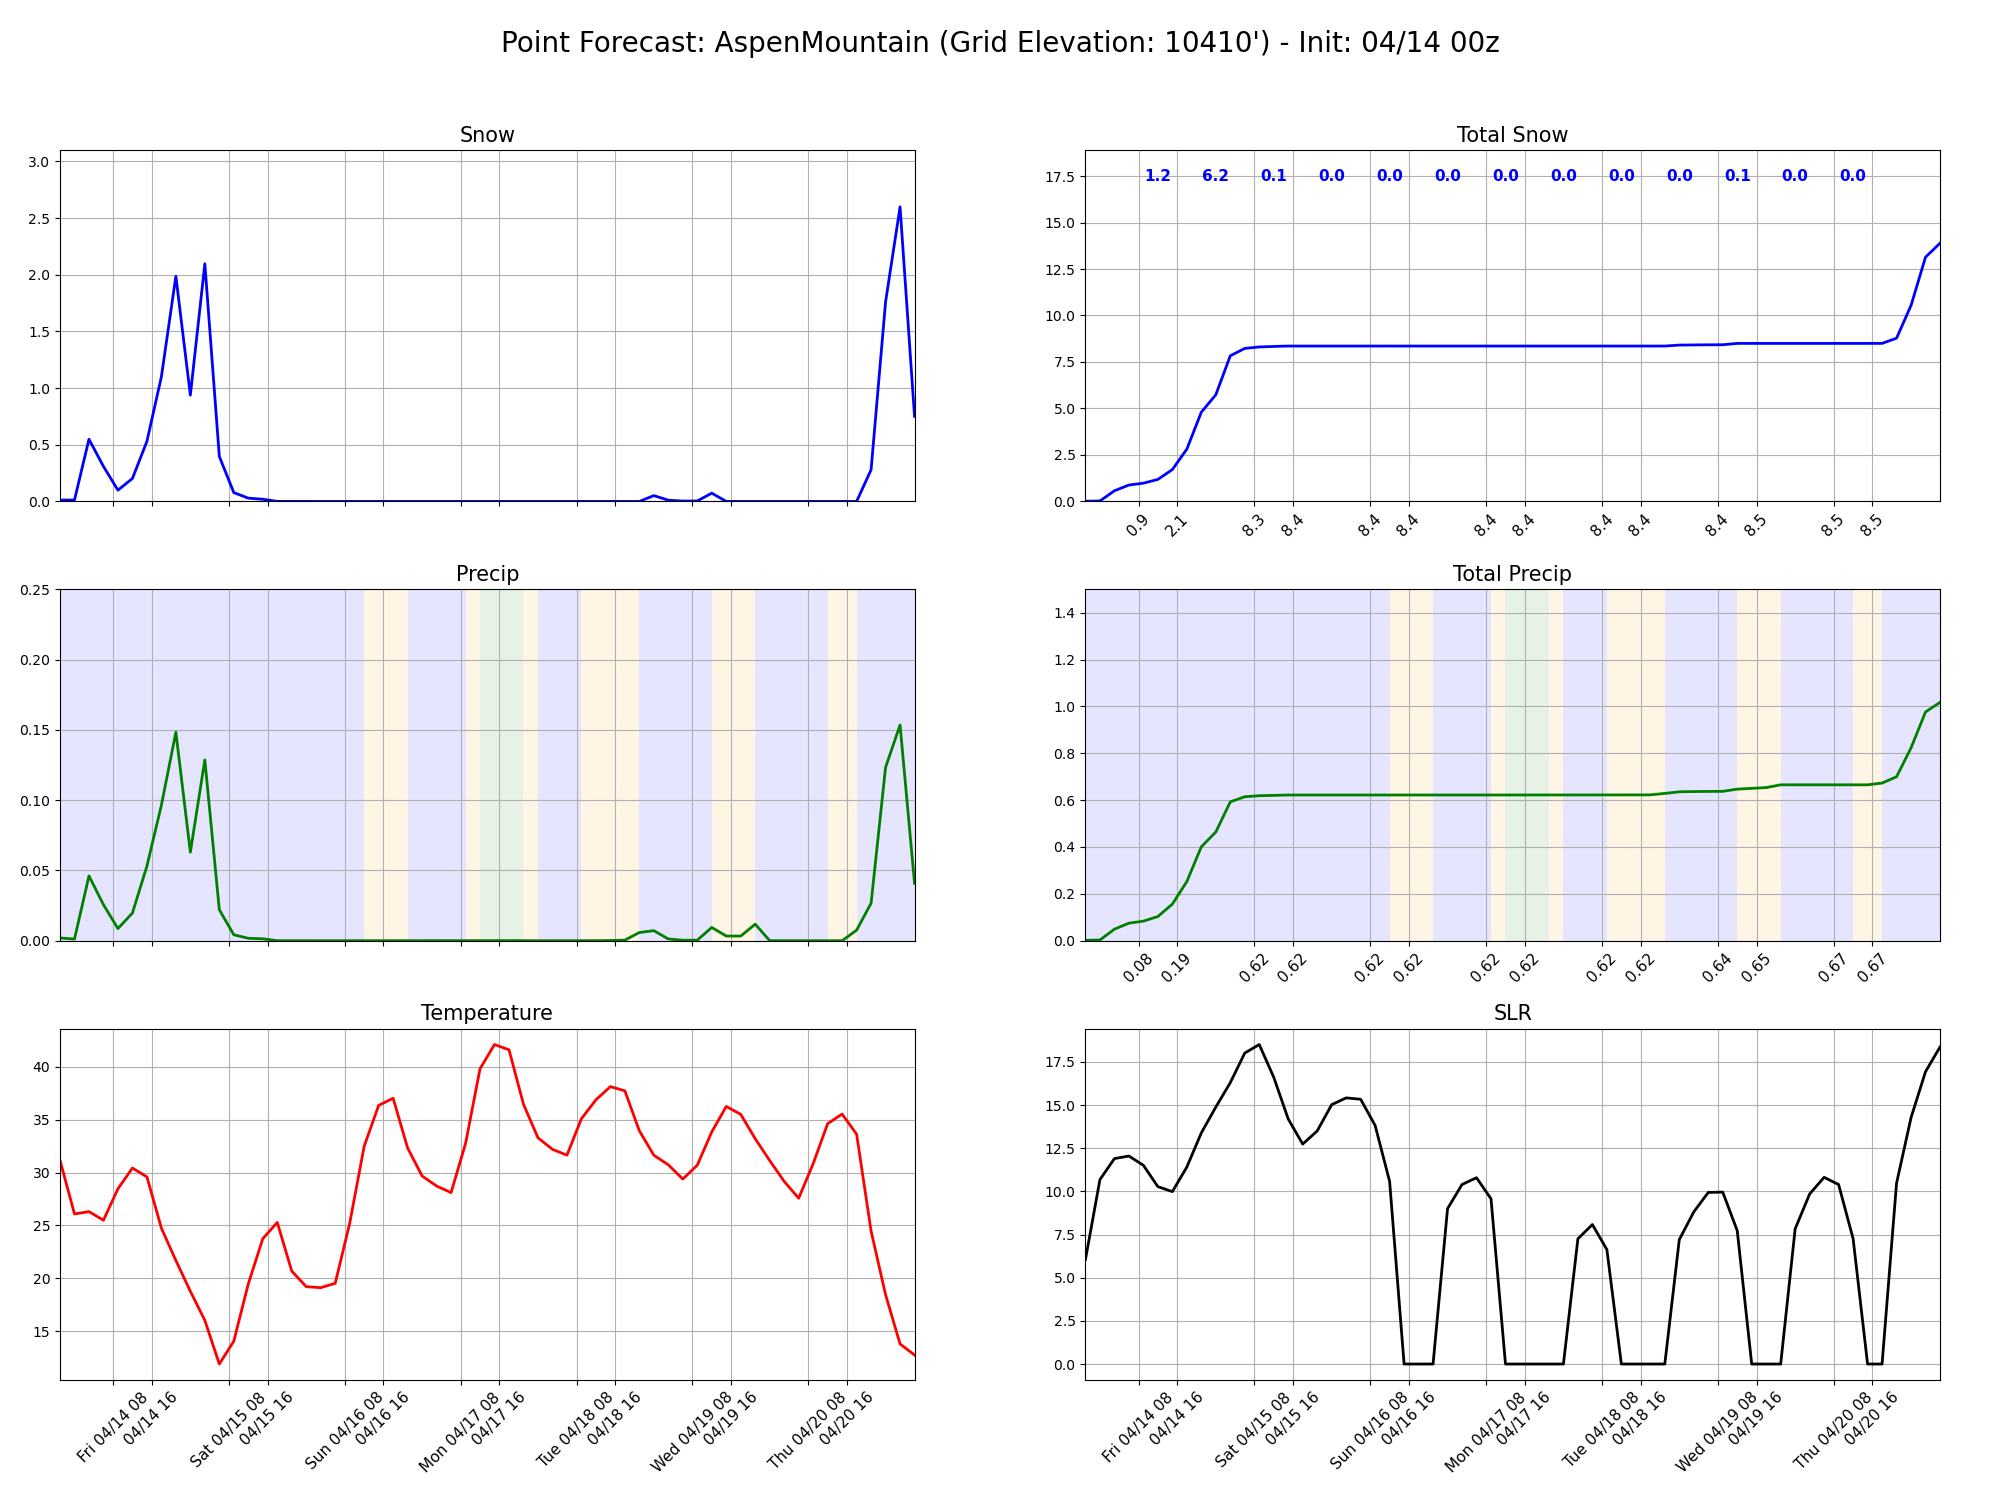 Point Forecast: AspenMountain (Grid Elevation: 10410') - Init: 04/14 00z
Snow
3.0
2.5
2.0
1.5
1.0
0.5
0.0
Total Snow
1.2 6.2 0.1 0.0 0.0 0.0 0.0 0.0 0.0 0.0 0.1 0.0 0.0
17.5
15.0
12.5
10.0
7.5
5.0
2.5
0.0
0.9 2.1 8.3 8.4 8.4 8.4 8.4 8.4 8.4 8.4 8.4 8.5 8.5 8.5
Precip
0.25
0.20
0.15
0.10
0.05
0.00
Total Precip
1.4
1.2
1.0
0.8
0.6
0.4
0.2
0.0
0.08 0.19 0.62 0.62 0.62 0.62 0.62 0.62 0.62 0.62 0.64 0.65 0.67 0.67
Temperature
40
35
30
25
20
15
Fri 04/14 08
04/14 16
Sat 04/15 08
04/15 16
Sun 04/16 08
04/16 16
Mon 04/17 08
04/17 16
Tue 04/18 08
04/18 16
Wed 04/19 08
04/19 16
Thu 04/20 08
04/20 16
SLR
17.5
15.0
12.5
10.0
7.5
5.0
2.5
0.0
Fri 04/14 08
04/14 16
Sat 04/15 08
04/15 16
Sun 04/16 08
04/16 16
Mon 04/17 08
04/17 16
Tue 04/18 08
04/18 16
Wed 04/19 08
04/19 16
Thu 04/20 08
04/20 16